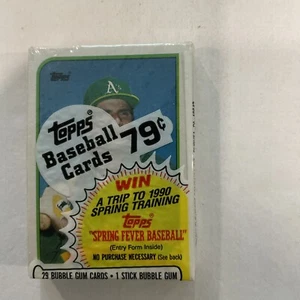 Topps
A's
Topps
Baseball
Cards
79¢
WIN
A TRIP TO 1990
SPRING TRAINING
Topps
"SPRING FEVER BASEBALL"
(Entry Form Inside)
NO PURCHASE NECESSARY (See back)
29 BUBBLE GUM CARDS + 1 STICK BUBBLE GUM